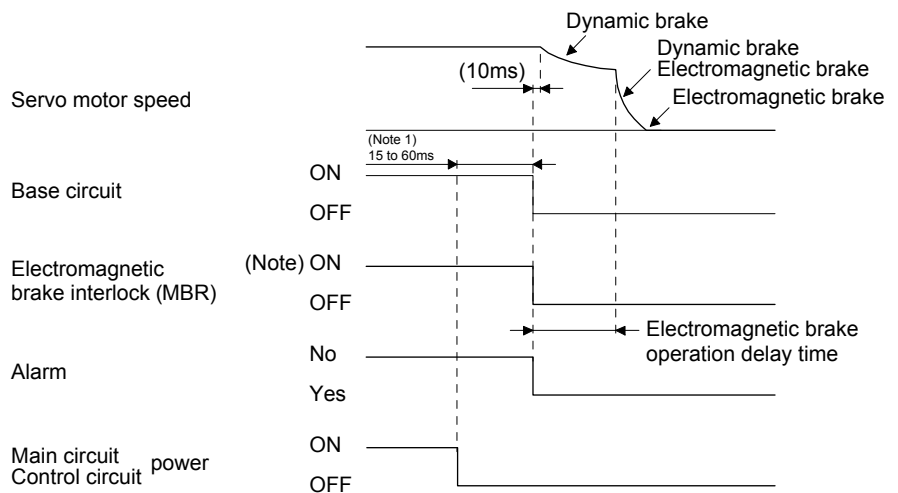 Dynamic brake
Dynamic brake
Electromagnetic brake
Electromagnetic brake
(10ms)
Servo motor speed
(Note 1)
15 to 60ms
Base circuit
ON
OFF
Electromagnetic
brake interlock (MBR)
(Note) ON
OFF
Electromagnetic brake
operation delay time
Alarm
No
Yes
Main circuit
Control circuit
power
ON
OFF